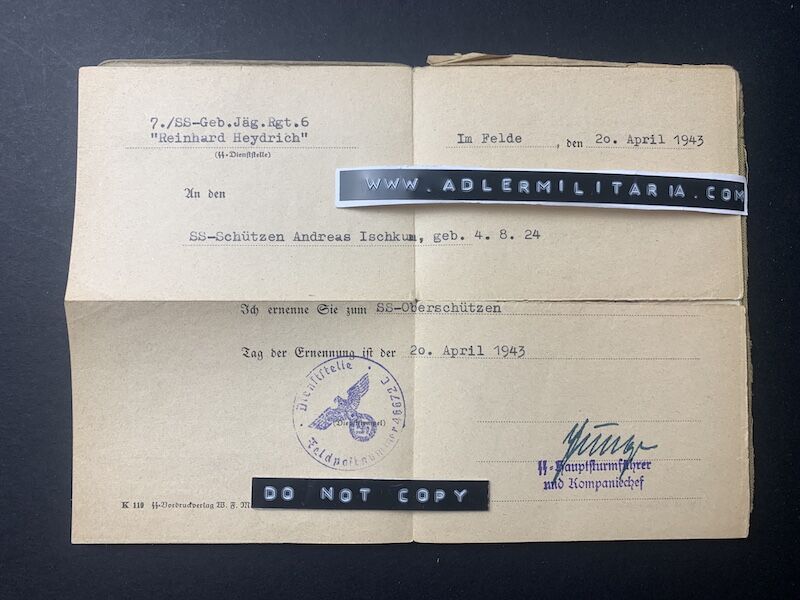 7./SS-Geb.Jäg.Rgt.6
"Reinhard Heydrich"
(ᛋᛋ-Dienststelle)
Im Felde, den 20. April 1943
WWW.ADLERMILITARIA.COM
An den
SS-Schützen Andreas Ischkum, geb. 4. 8. 24
Ich ernenne Sie zum SS-Oberschützen
Tag der Ernennung ist der 20. April 1943
Dienststelle
(Dienststempel)
Feldpostnummer
ᛋᛋ-Hauptsturmführer
und Kompaniechef
K 110 ᛋᛋ-Vordruckverlag W. F.
DO NOT COPY